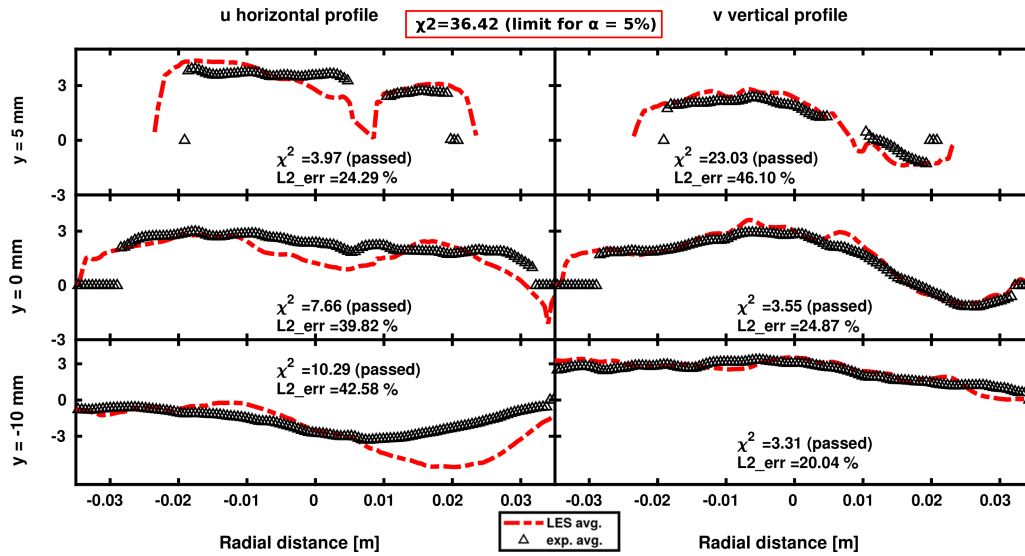 u horizontal profile
v vertical profile
χ2=36.42 (limit for α = 5%)
y = 5 mm
3
0
-3
χ² =3.97 (passed)
L2_err =24.29 %
χ² =23.03 (passed)
L2_err =46.10 %
y = 0 mm
3
0
-3
χ² =7.66 (passed)
L2_err =39.82 %
χ² =3.55 (passed)
L2_err =24.87 %
y = -10 mm
3
0
-3
χ² =10.29 (passed)
L2_err =42.58 %
χ² =3.31 (passed)
L2_err =20.04 %
-0.03 -0.02 -0.01 0 0.01 0.02 0.03
-0.03 -0.02 -0.01 0 0.01 0.02 0.03
Radial distance [m]
LES avg.
exp. avg.
Radial distance [m]